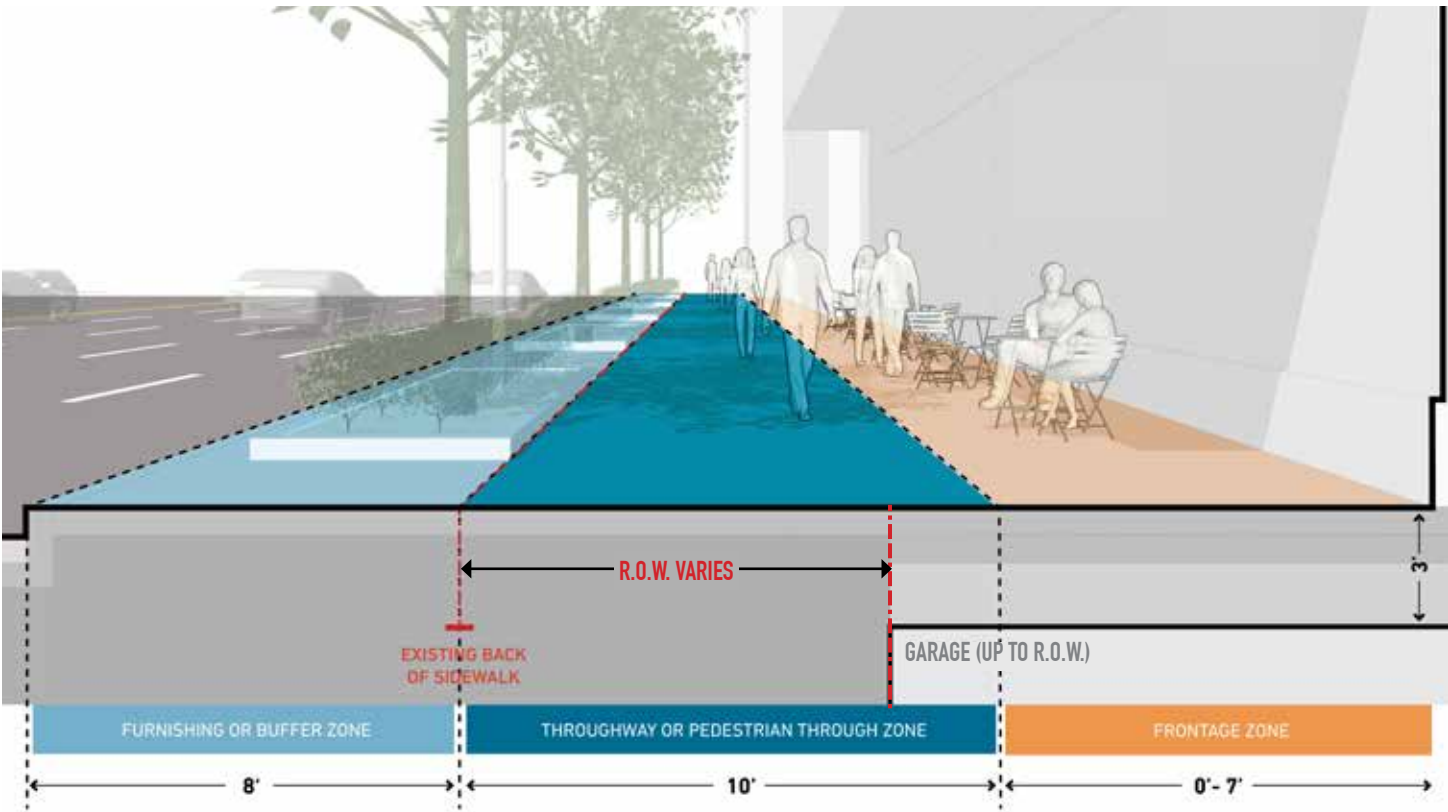 R.O.W. VARIES
3'
EXISTING BACK
OF SIDEWALK
GARAGE (UP TO R.O.W.)
FURNISHING OR BUFFER ZONE
THROUGHWAY OR PEDESTRIAN THROUGH ZONE
FRONTAGE ZONE
8'
10'
0'- 7'